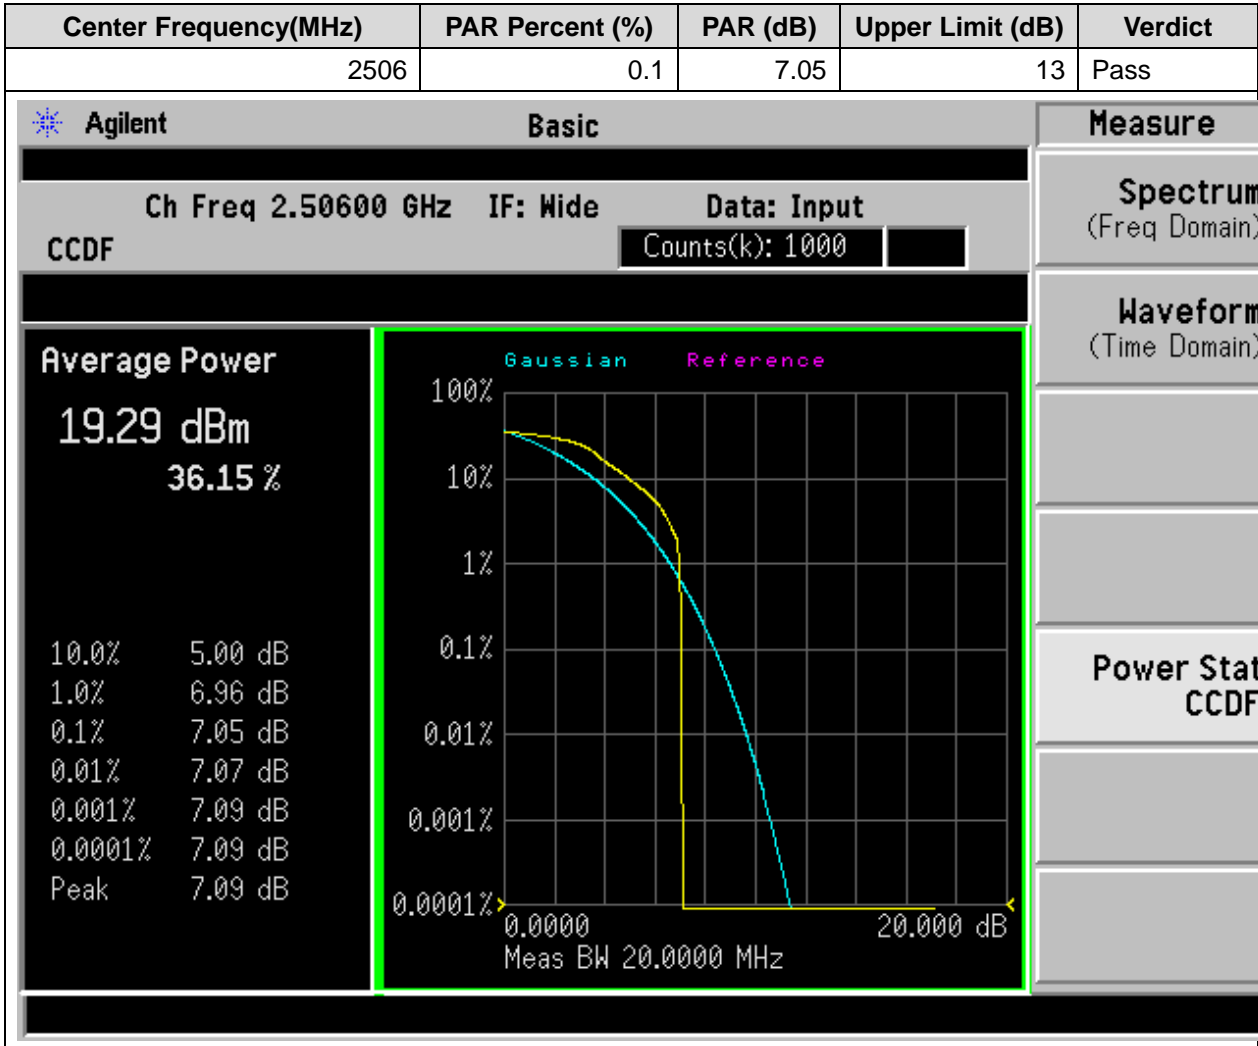 Center Frequency(MHz) PAR Percent (%) PAR (dB) Upper Limit (dB) Verdict
2506 0.1 7.05 13 Pass
Agilent Basic Measure
Ch Freq 2.50600 GHz IF: Wide Data: Input
CCDF Counts(k): 1000
Spectrum
(Freq Domain)
Waveform
(Time Domain)
Power Stat
CCDF
Average Power
19.29 dBm
36.15 %
10.0% 5.00 dB
1.0% 6.96 dB
0.1% 7.05 dB
0.01% 7.07 dB
0.001% 7.09 dB
0.0001% 7.09 dB
Peak 7.09 dB
Gaussian Reference
100%
10%
1%
0.1%
0.01%
0.001%
0.0001%
0.0000 20.000 dB
Meas BW 20.0000 MHz